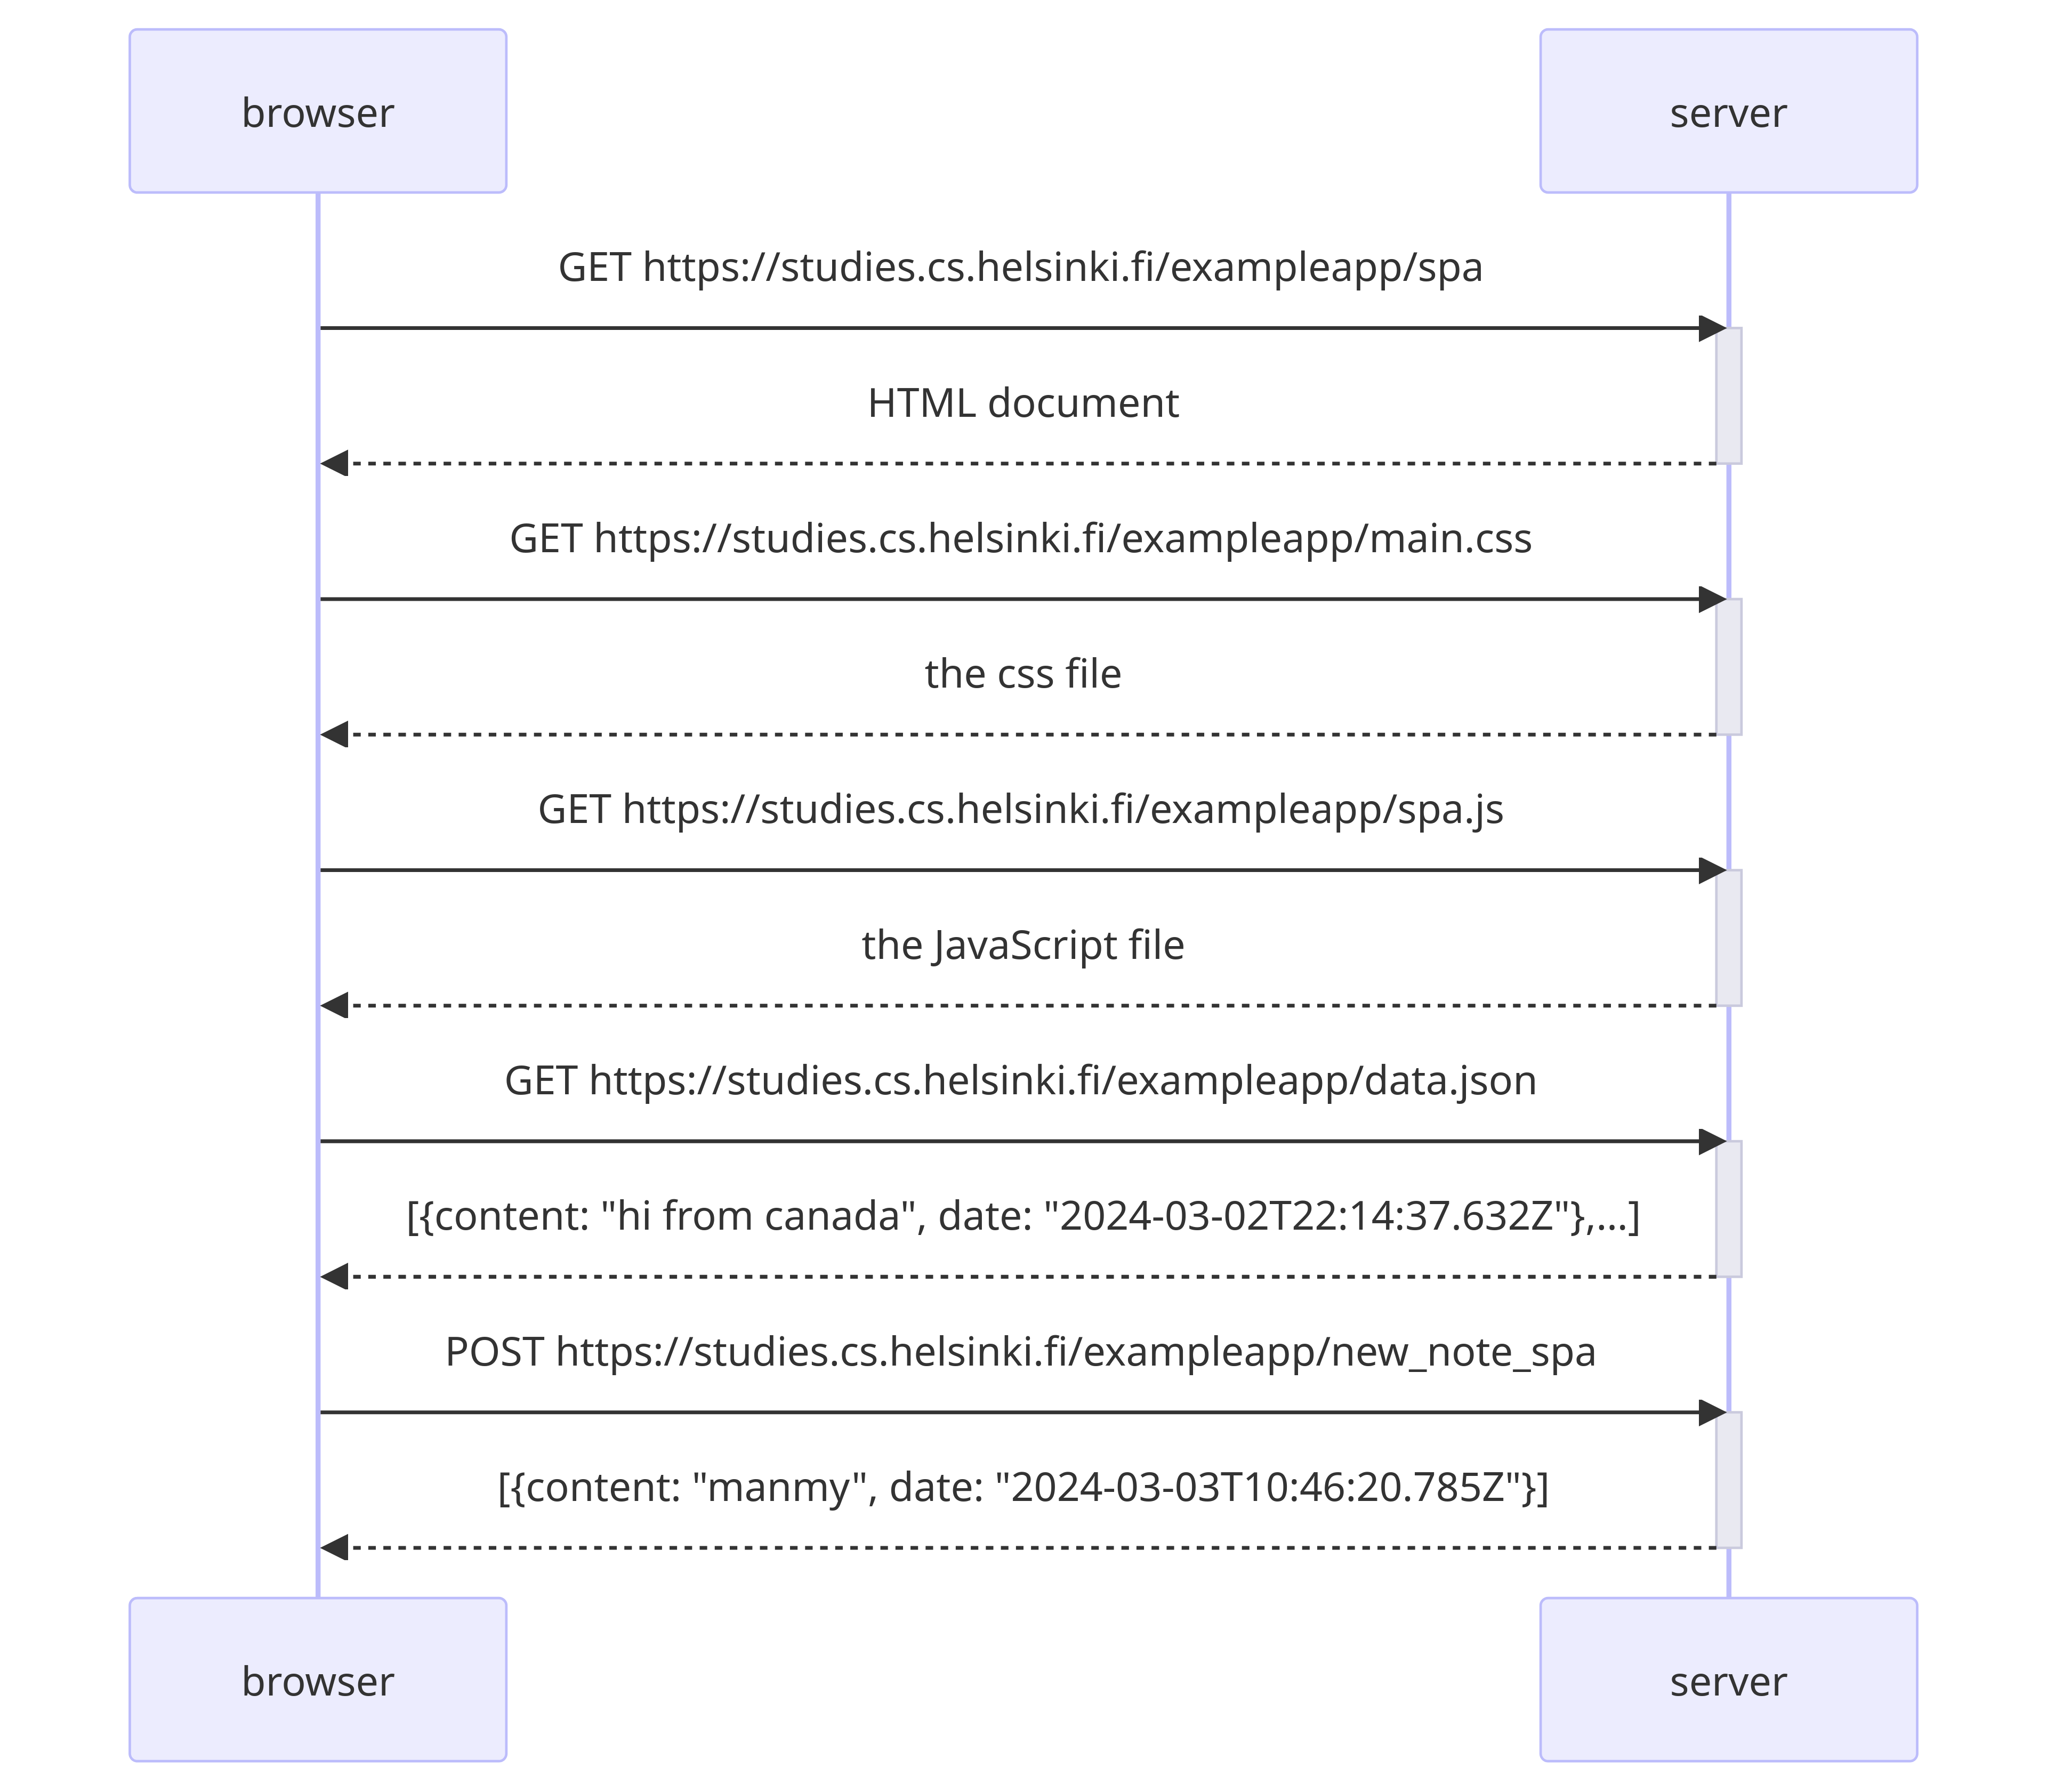 browser
server
GET https://studies.cs.helsinki.fi/exampleapp/spa
HTML document
GET https://studies.cs.helsinki.fi/exampleapp/main.css
the css file
GET https://studies.cs.helsinki.fi/exampleapp/spa.js
the JavaScript file
GET https://studies.cs.helsinki.fi/exampleapp/data.json
[{content: "hi from canada", date: "2024-03-02T22:14:37.632Z"},...]
POST https://studies.cs.helsinki.fi/exampleapp/new_note_spa
[{content: "manmy", date: "2024-03-03T10:46:20.785Z"}]
browser
server